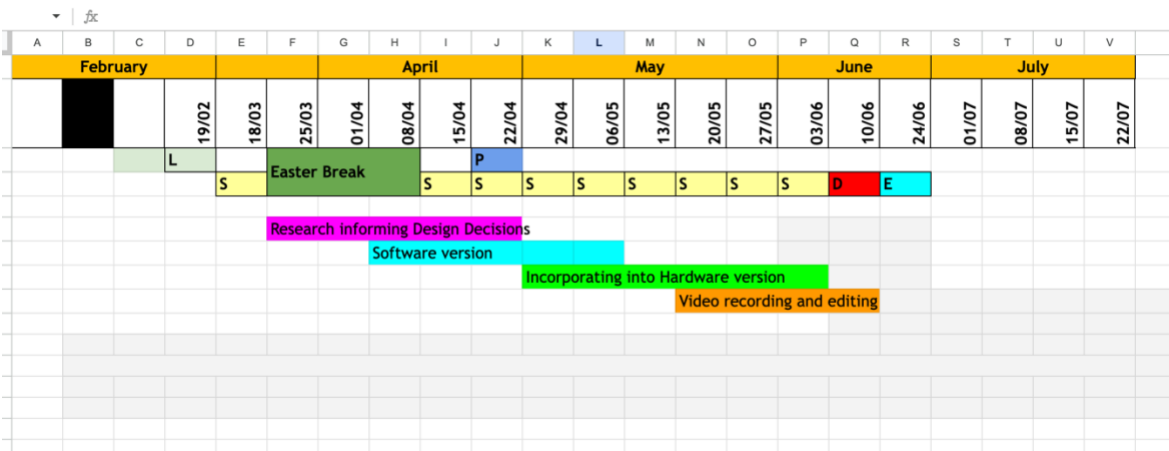 fx
A B C D E F G H I J K L M N O P Q R S T U V
February April May June July
19/02 18/03 25/03 01/04 08/04 15/04 22/04 29/04 06/05 13/05 20/05 27/05 03/06 10/06 24/06 01/07 08/07 15/07 22/07
L P
Easter Break
S S S S S S S S S D E
Research informing Design Decisions
Software version
Incorporating into Hardware version
Video recording and editing